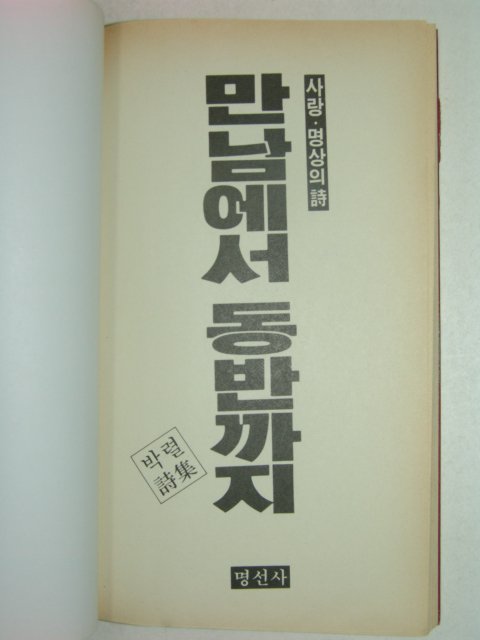 사랑·명상의 詩
만남에서 동반까지
박렬
詩集
명선사